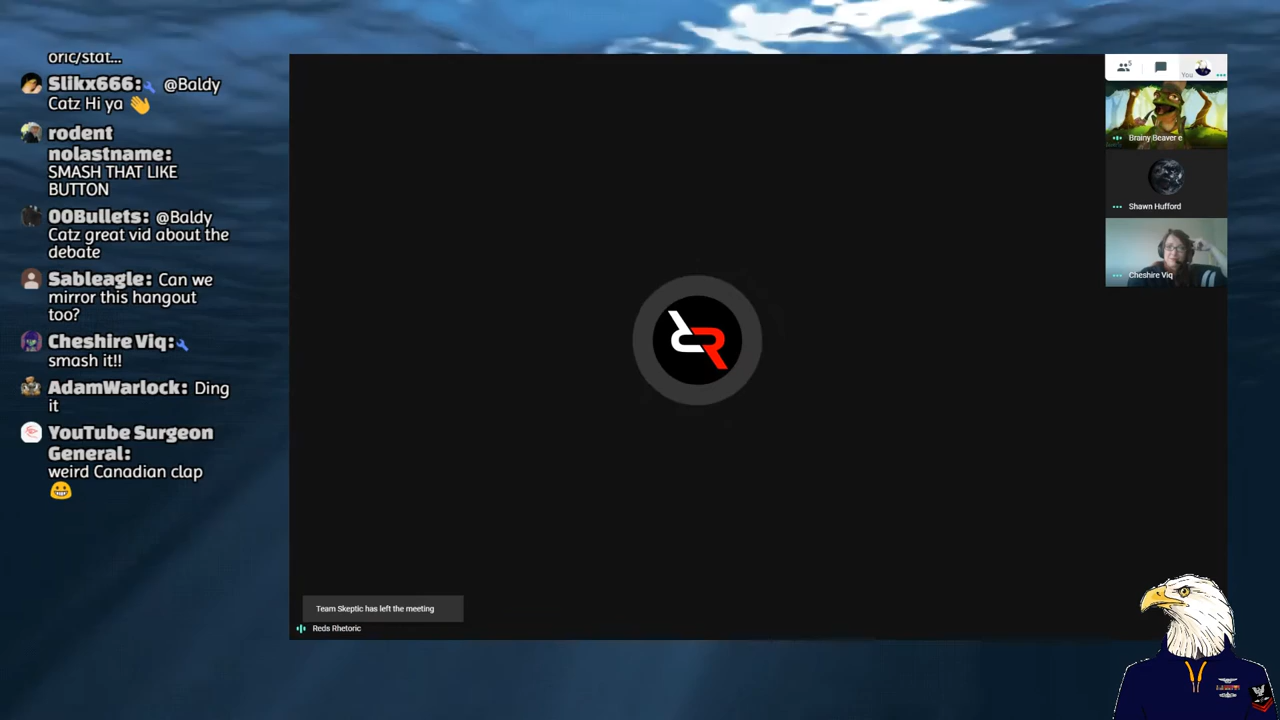 oric/stat...
Slikx666: @Baldy
Catz Hi ya 👋
rodent
nolastname:
SMASH THAT LIKE
BUTTON
00Bullets: @Baldy
Catz great vid about the
debate
Sableagle: Can we
mirror this hangout
too?
Cheshire Viq:
smash it!!
AdamWarlock: Ding
it
YouTube Surgeon
General:
weird Canadian clap
😬
5
You
Brainy Beaver e
Shawn Hufford
Cheshire Viq
Team Skeptic has left the meeting
Reds Rhetoric